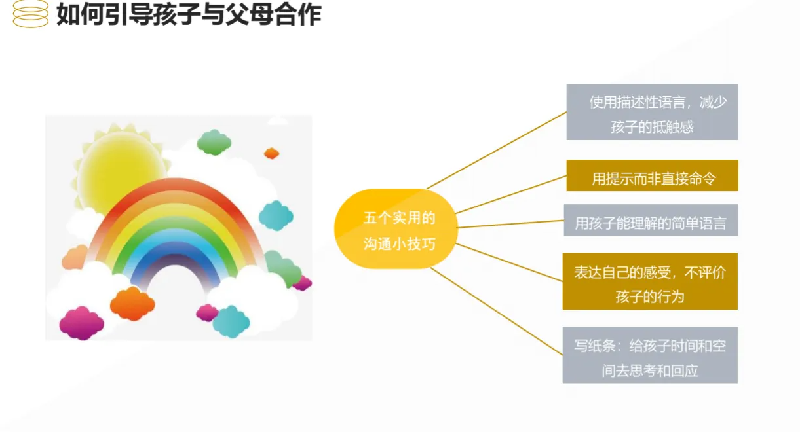 如何引导孩子与父母合作
五个实用的
沟通小技巧
使用描述性语言，减少
孩子的抵触感
用提示而非直接命令
用孩子能理解的简单语言
表达自己的感受，不评价
孩子的行为
写纸条：给孩子时间和空
间去思考和回应